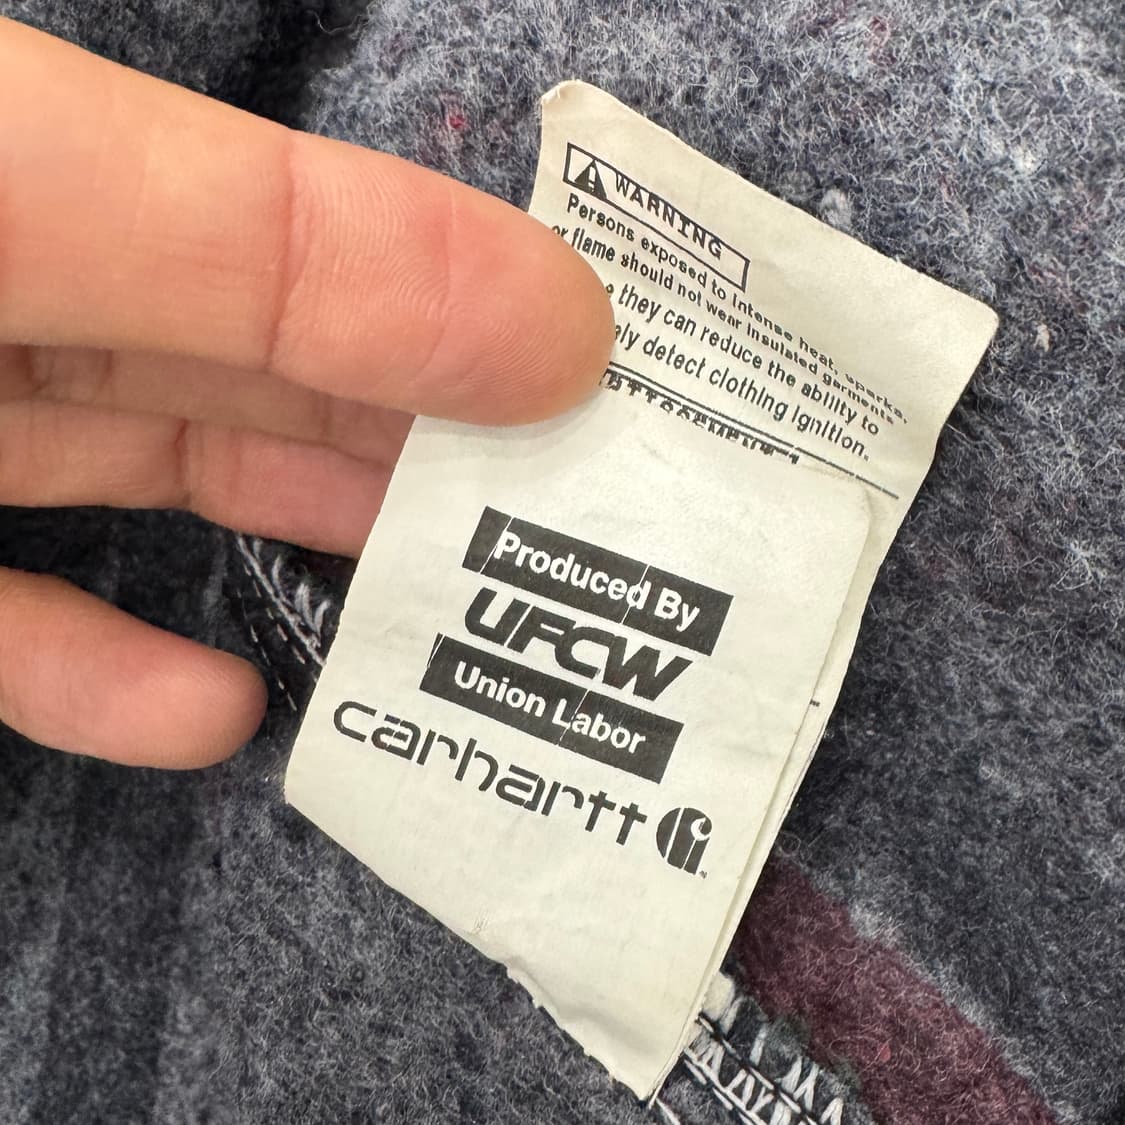 WARNING
Persons exposed to intense heat, sparks,
or flame should not wear insulated garments
they can reduce the ability to
detect clothing ignition.
Produced By
UFCW
Union Labor
carhartt